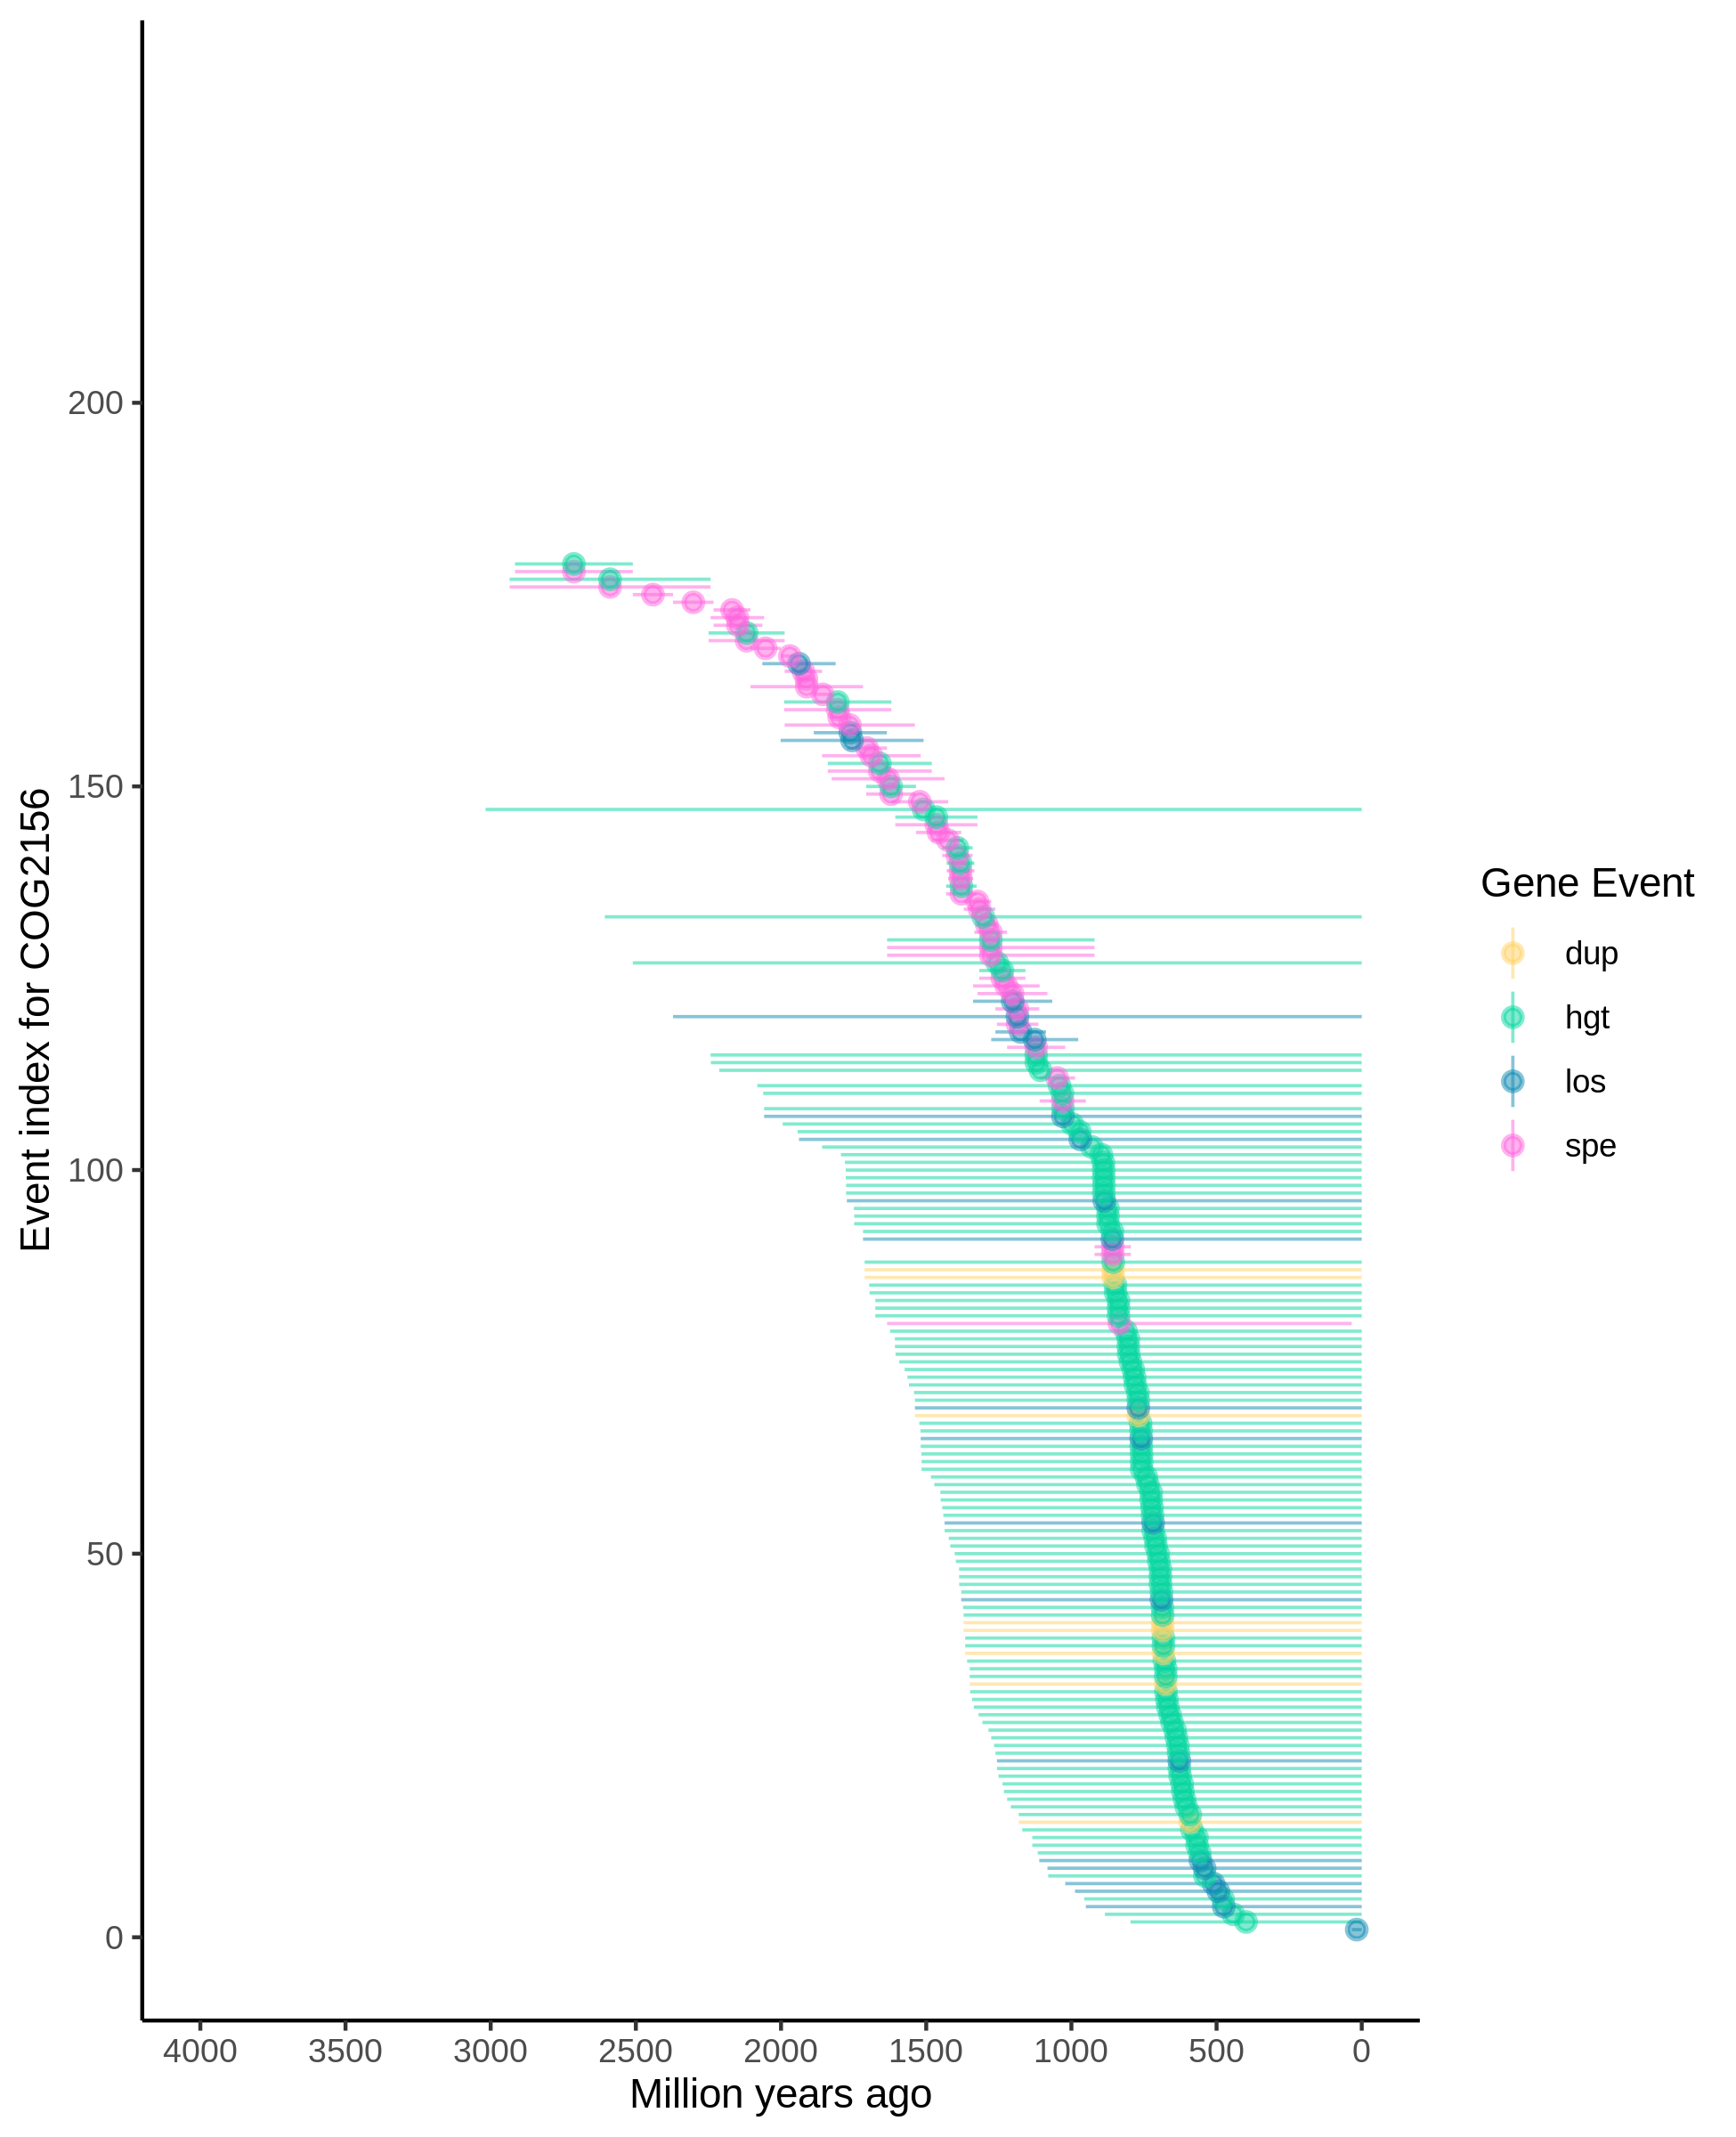 Event index for COG2156
200
150
100
50
0
4000 3500 3000 2500 2000 1500 1000 500 0
Million years ago
Gene Event
dup
hgt
los
spe